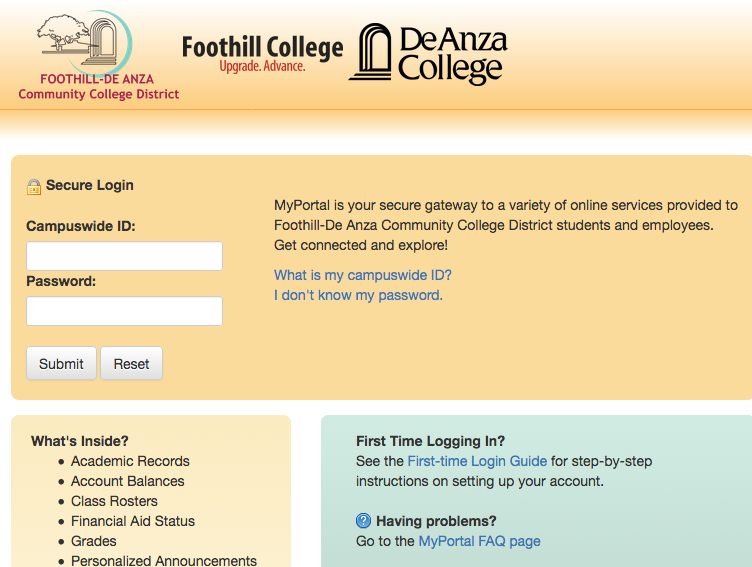 FOOTHILL-DE ANZA
Community College District
Foothill College
Upgrade. Advance.
De Anza
College
Secure Login
Campuswide ID:
Password:
Submit
Reset
MyPortal is your secure gateway to a variety of online services provided to
Foothill-De Anza Community College District students and employees.
Get connected and explore!
What is my campuswide ID?
I don't know my password.
What's Inside?
• Academic Records
• Account Balances
• Class Rosters
• Financial Aid Status
• Grades
• Personalized Announcements
First Time Logging In?
See the First-time Login Guide for step-by-step
instructions on setting up your account.
? Having problems?
Go to the MyPortal FAQ page